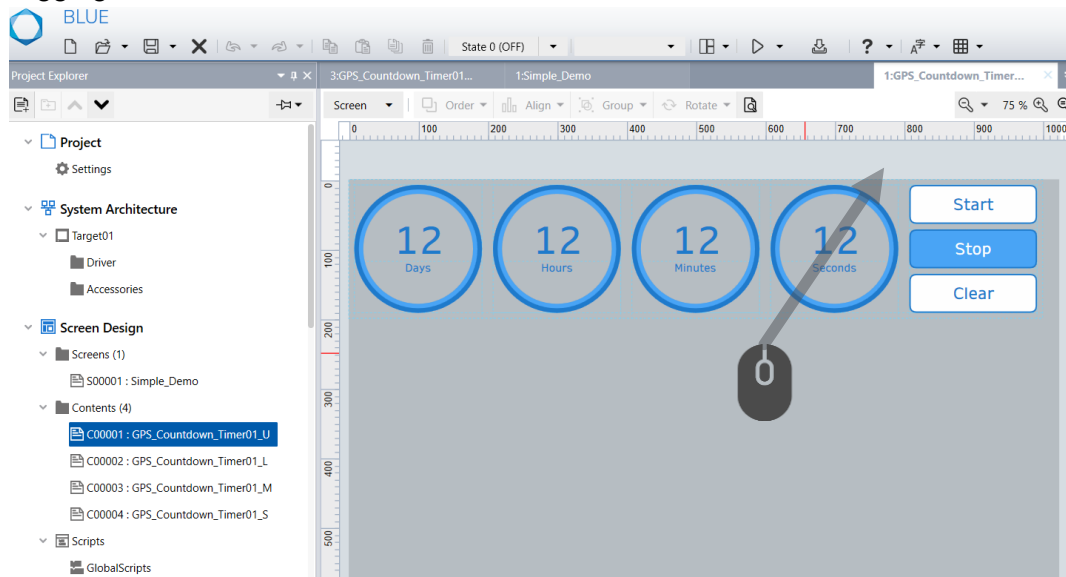 BLUE
State 0 (OFF)
Project Explorer
3:GPS_Countdown_Timer01...
1:Simple_Demo
1:GPS_Countdown_Timer...
Screen
Order
Align
Group
Rotate
75 %
0 100 200 300 400 500 600 700 800 900 1000
Project
Settings
System Architecture
Target01
Driver
Accessories
Screen Design
Screens (1)
S00001 : Simple_Demo
Contents (4)
C00001 : GPS_Countdown_Timer01_U
C00002 : GPS_Countdown_Timer01_L
C00003 : GPS_Countdown_Timer01_M
C00004 : GPS_Countdown_Timer01_S
Scripts
GlobalScripts
0
100
200
300
400
500
12
Days
12
Hours
12
Minutes
12
Seconds
Start
Stop
Clear